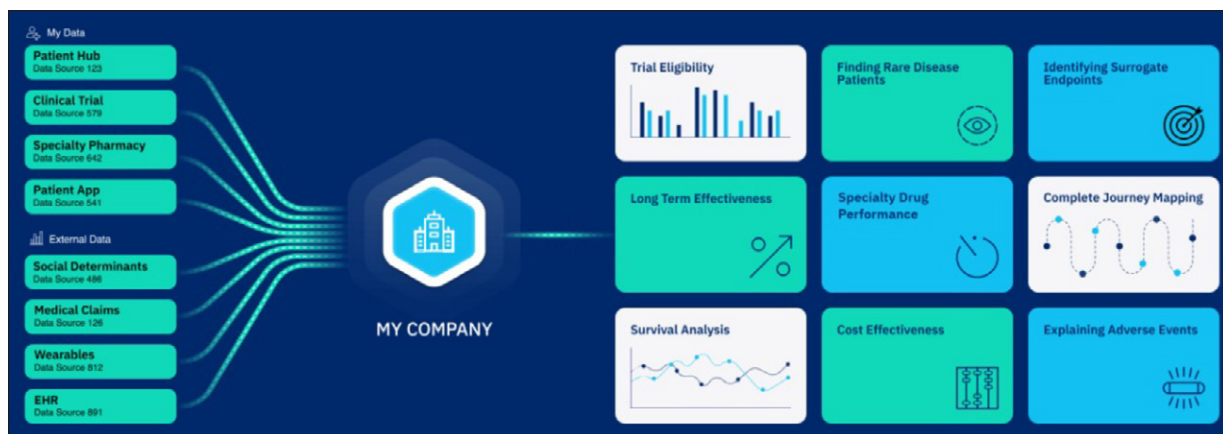 My Data
Patient Hub
Data Source 123
Clinical Trial
Data Source 579
Specialty Pharmacy
Data Source 642
Patient App
Data Source 541
External Data
Social Determinants
Data Source 486
Medical Claims
Data Source 126
Wearables
Data Source 812
EHR
Data Source 891
MY COMPANY
Trial Eligibility
Finding Rare Disease
Patients
Identifying Surrogate
Endpoints
Long Term Effectiveness
Specialty Drug
Performance
Complete Journey Mapping
Survival Analysis
Cost Effectiveness
Explaining Adverse Events